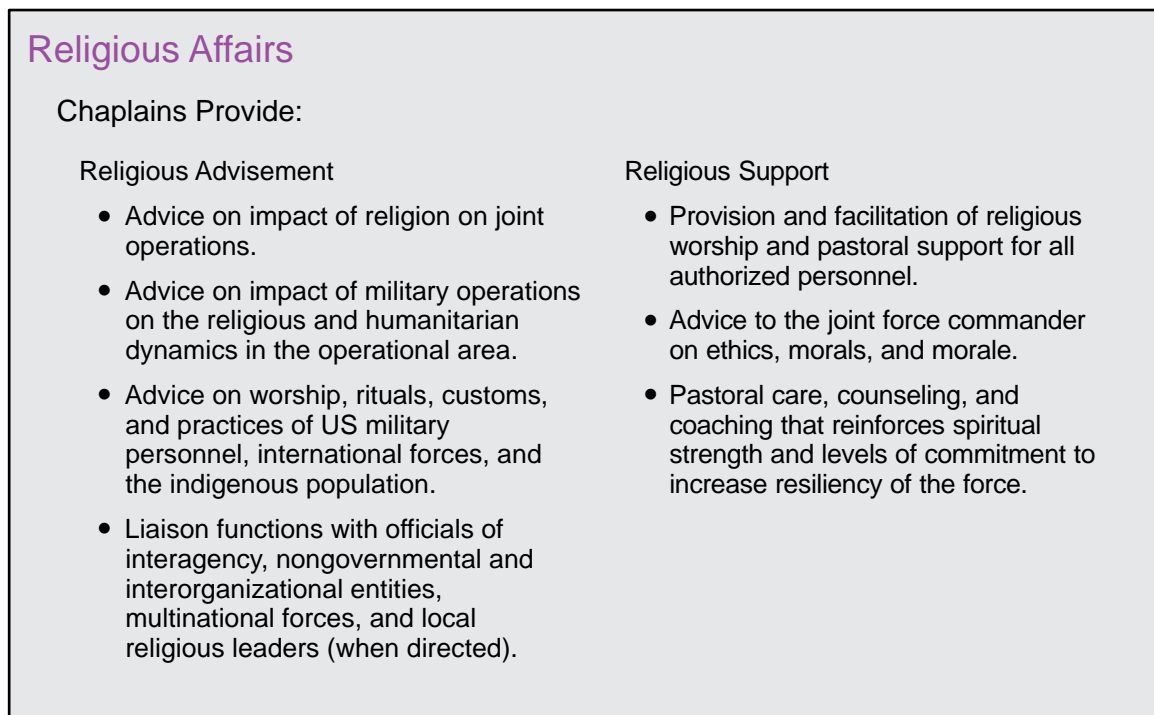 Religious Affairs
Chaplains Provide:
Religious Advisement
• Advice on impact of religion on joint
operations.
• Advice on impact of military operations
on the religious and humanitarian
dynamics in the operational area.
• Advice on worship, rituals, customs,
and practices of US military
personnel, international forces, and
the indigenous population.
• Liaison functions with officials of
interagency, nongovernmental and
interorganizational entities,
multinational forces, and local
religious leaders (when directed).
Religious Support
• Provision and facilitation of religious
worship and pastoral support for all
authorized personnel.
• Advice to the joint force commander
on ethics, morals, and morale.
• Pastoral care, counseling, and
coaching that reinforces spiritual
strength and levels of commitment to
increase resiliency of the force.